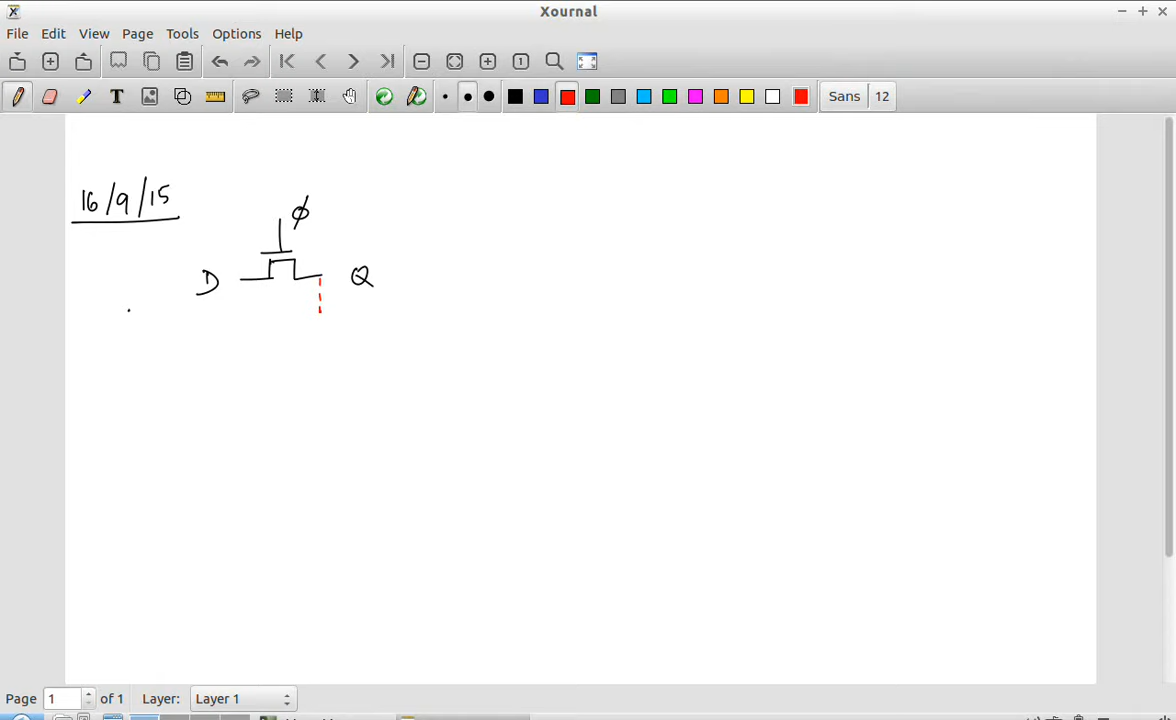 Xournal
File Edit View Page Tools Options Help
Sans 12
16/9/15
ϕ
D Q
Page 1 of 1 Layer: Layer 1